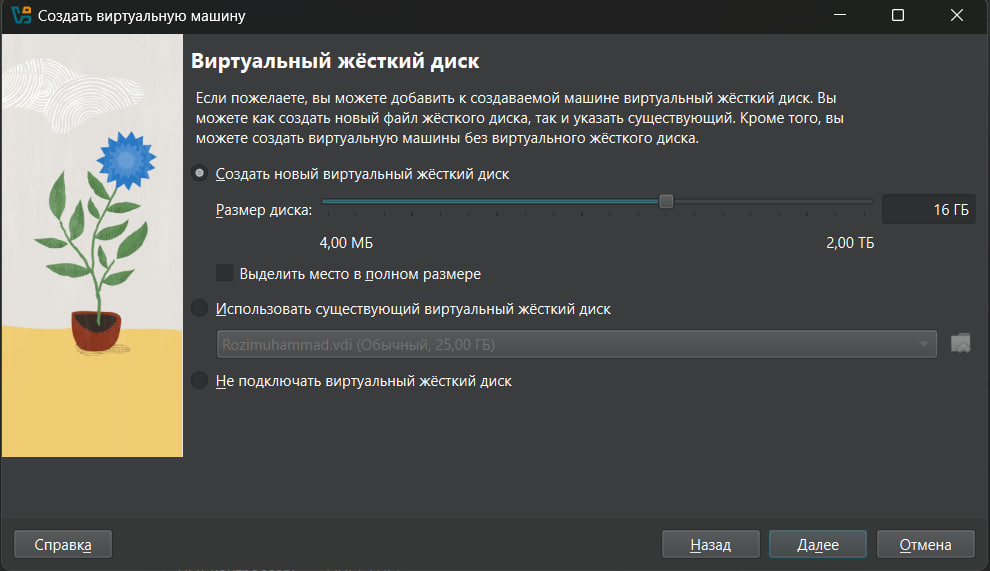 Создать виртуальную машину
Виртуальный жёсткий диск
Если пожелаете, вы можете добавить к создаваемой машине виртуальный жёсткий диск. Вы
можете как создать новый файл жёсткого диска, так и указать существующий. Кроме того, вы
можете создать виртуальную машины без виртуального жёсткого диска.
Создать новый виртуальный жёсткий диск
Размер диска:
16 ГБ
4,00 МБ
2,00 ТБ
Выделить место в полном размере
Использовать существующий виртуальный жёсткий диск
Rozimuhammad.vdi (Обычный, 25,00 ГБ)
Не подключать виртуальный жёсткий диск
Справка
Назад
Далее
Отмена